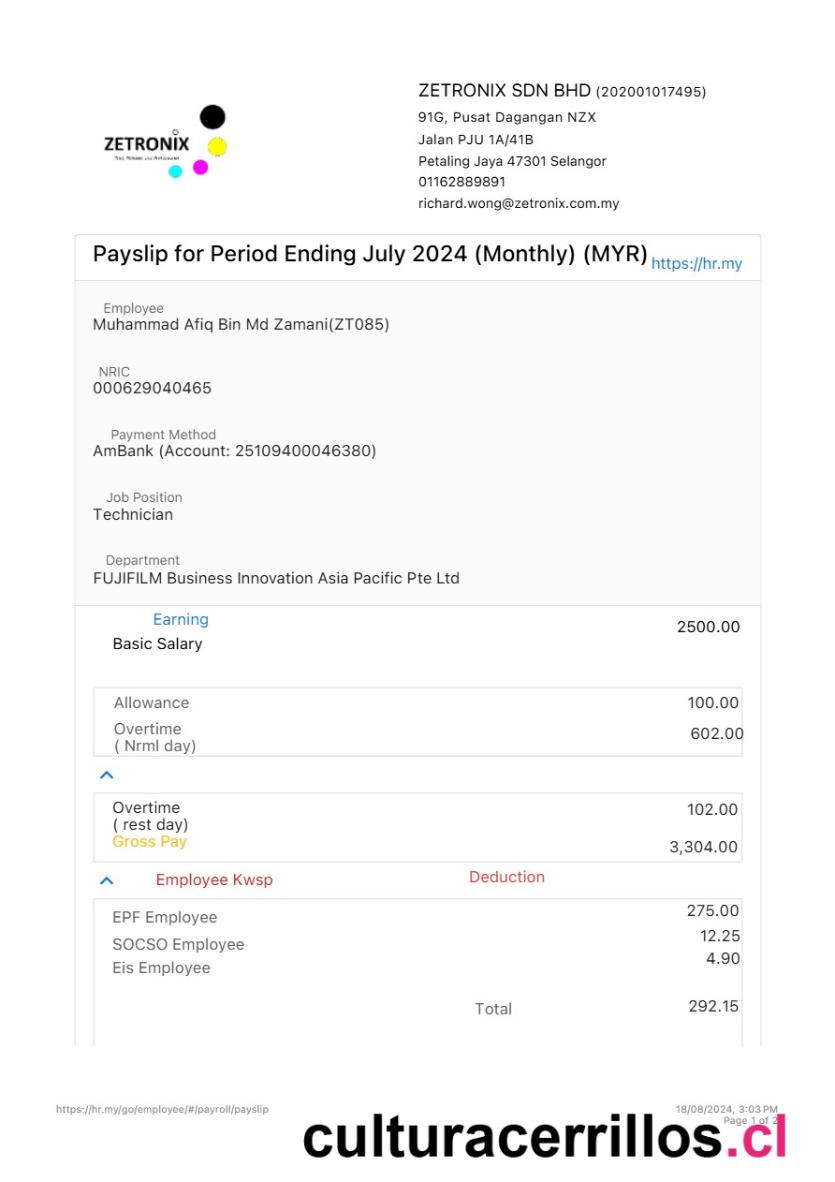 ZETRONIX SDN BHD (202001017495)
91G, Pusat Dagangan NZX
Jalan PJU 1A/41B
Petaling Jaya 47301 Selangor
01162889891
richard.wong@zetronix.com.my
ZETRONIX
Payslip for Period Ending July 2024 (Monthly) (MYR) https://hr.my
Employee
Muhammad Afiq Bin Md Zamani(ZT085)
NRIC
000629040465
Payment Method
AmBank (Account: 25109400046380)
Job Position
Technician
Department
FUJIFILM Business Innovation Asia Pacific Pte Ltd
Earning
2500.00
Basic Salary
Allowance 100.00
Overtime 602.00
( Nrml day)
Overtime 102.00
( rest day)
Gross Pay 3,304.00
Employee Kwsp Deduction
EPF Employee 275.00
SOCSO Employee 12.25
Eis Employee 4.90
Total 292.15
https://hr.my/go/employee/#/payroll/payslip 18/08/2024, 3:03 PM
Page 1 of 2
culturacerrillos.cl